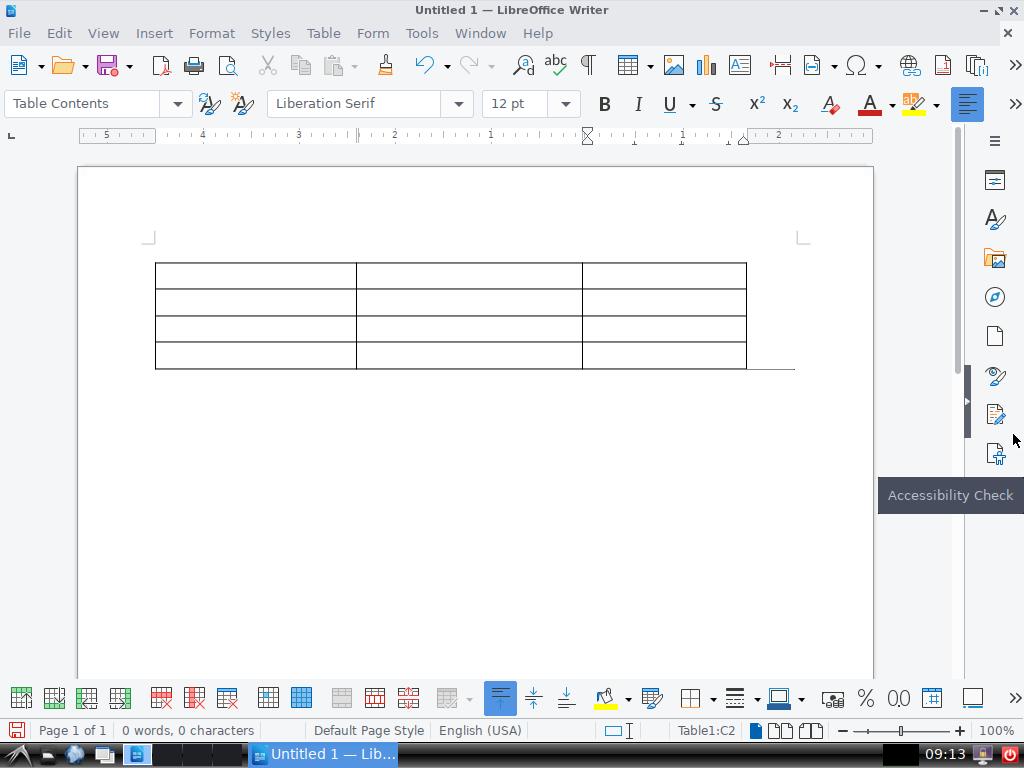 Untitled 1 — LibreOffice Writer
File Edit View Insert Format Styles Table Form Tools Window Help
Table Contents Liberation Serif 12 pt
5 4 3 2 1 1 2
Accessibility Check
Page 1 of 1 0 words, 0 characters Default Page Style English (USA) Table1:C2 100%
Untitled 1 — Lib... 09:13